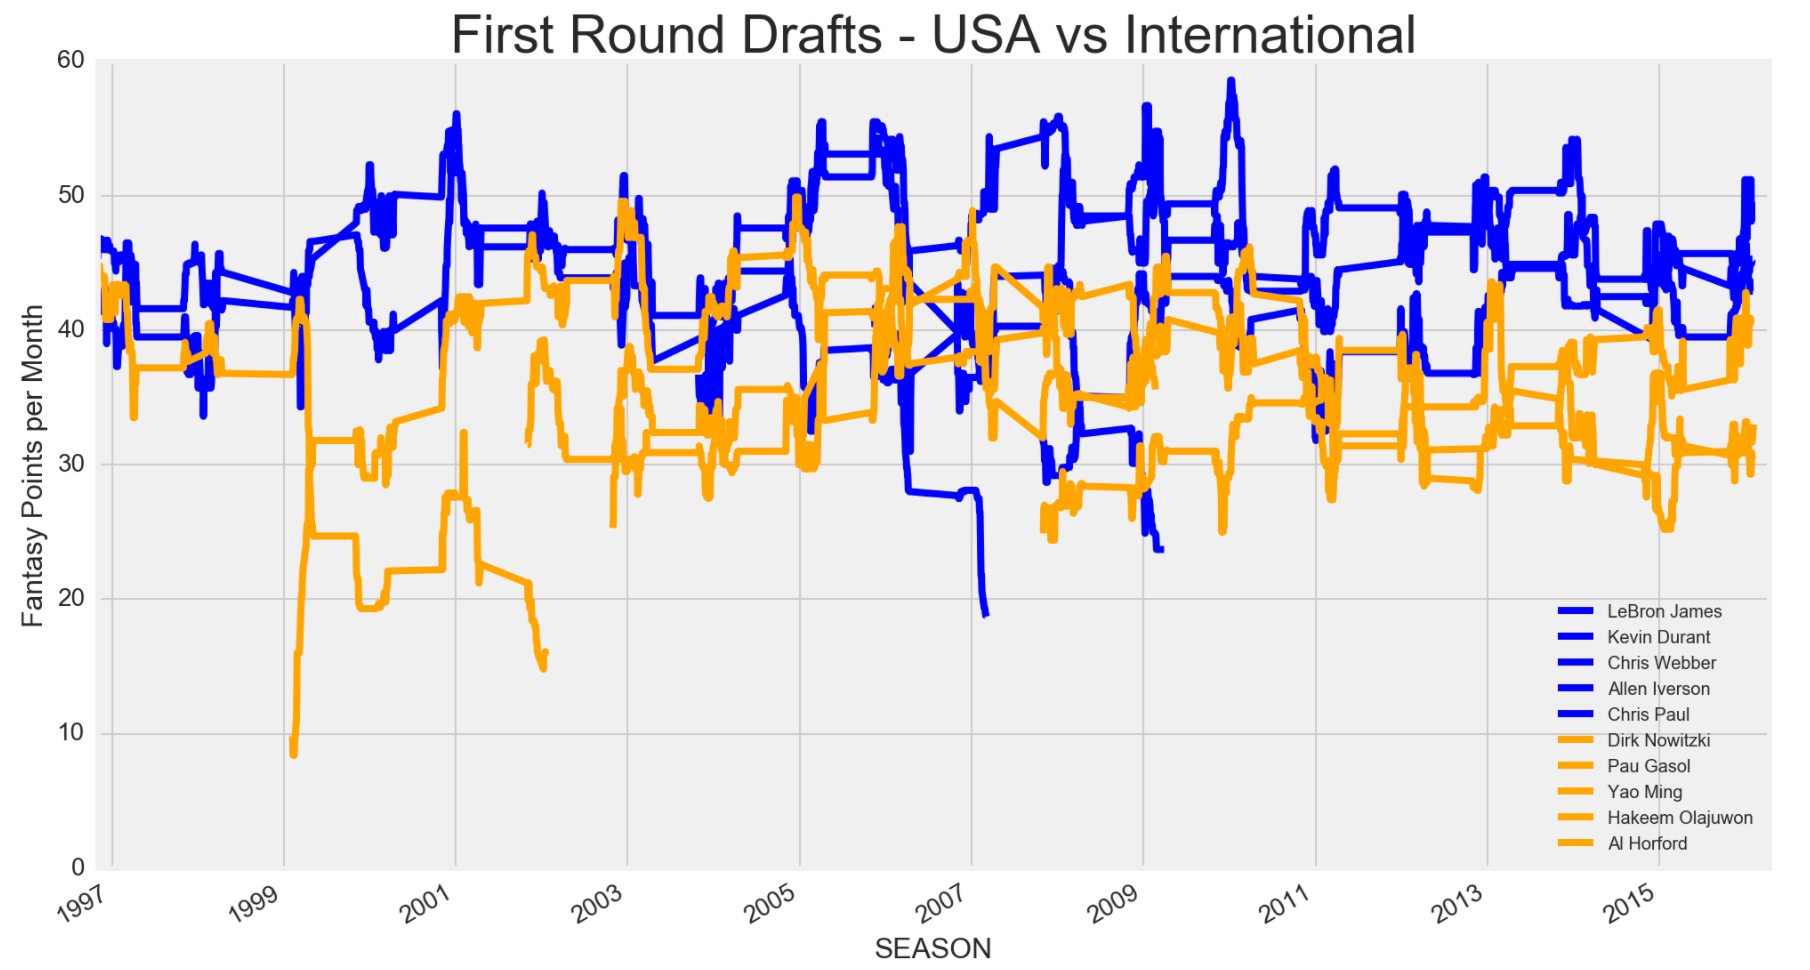 First Round Drafts - USA vs International
60
50
40
30
20
10
0
Fantasy Points per Month
LeBron James
Kevin Durant
Chris Webber
Allen Iverson
Chris Paul
Dirk Nowitzki
Pau Gasol
Yao Ming
Hakeem Olajuwon
Al Horford
1997
1999
2001
2003
2005
2007
2009
2011
2013
2015
SEASON